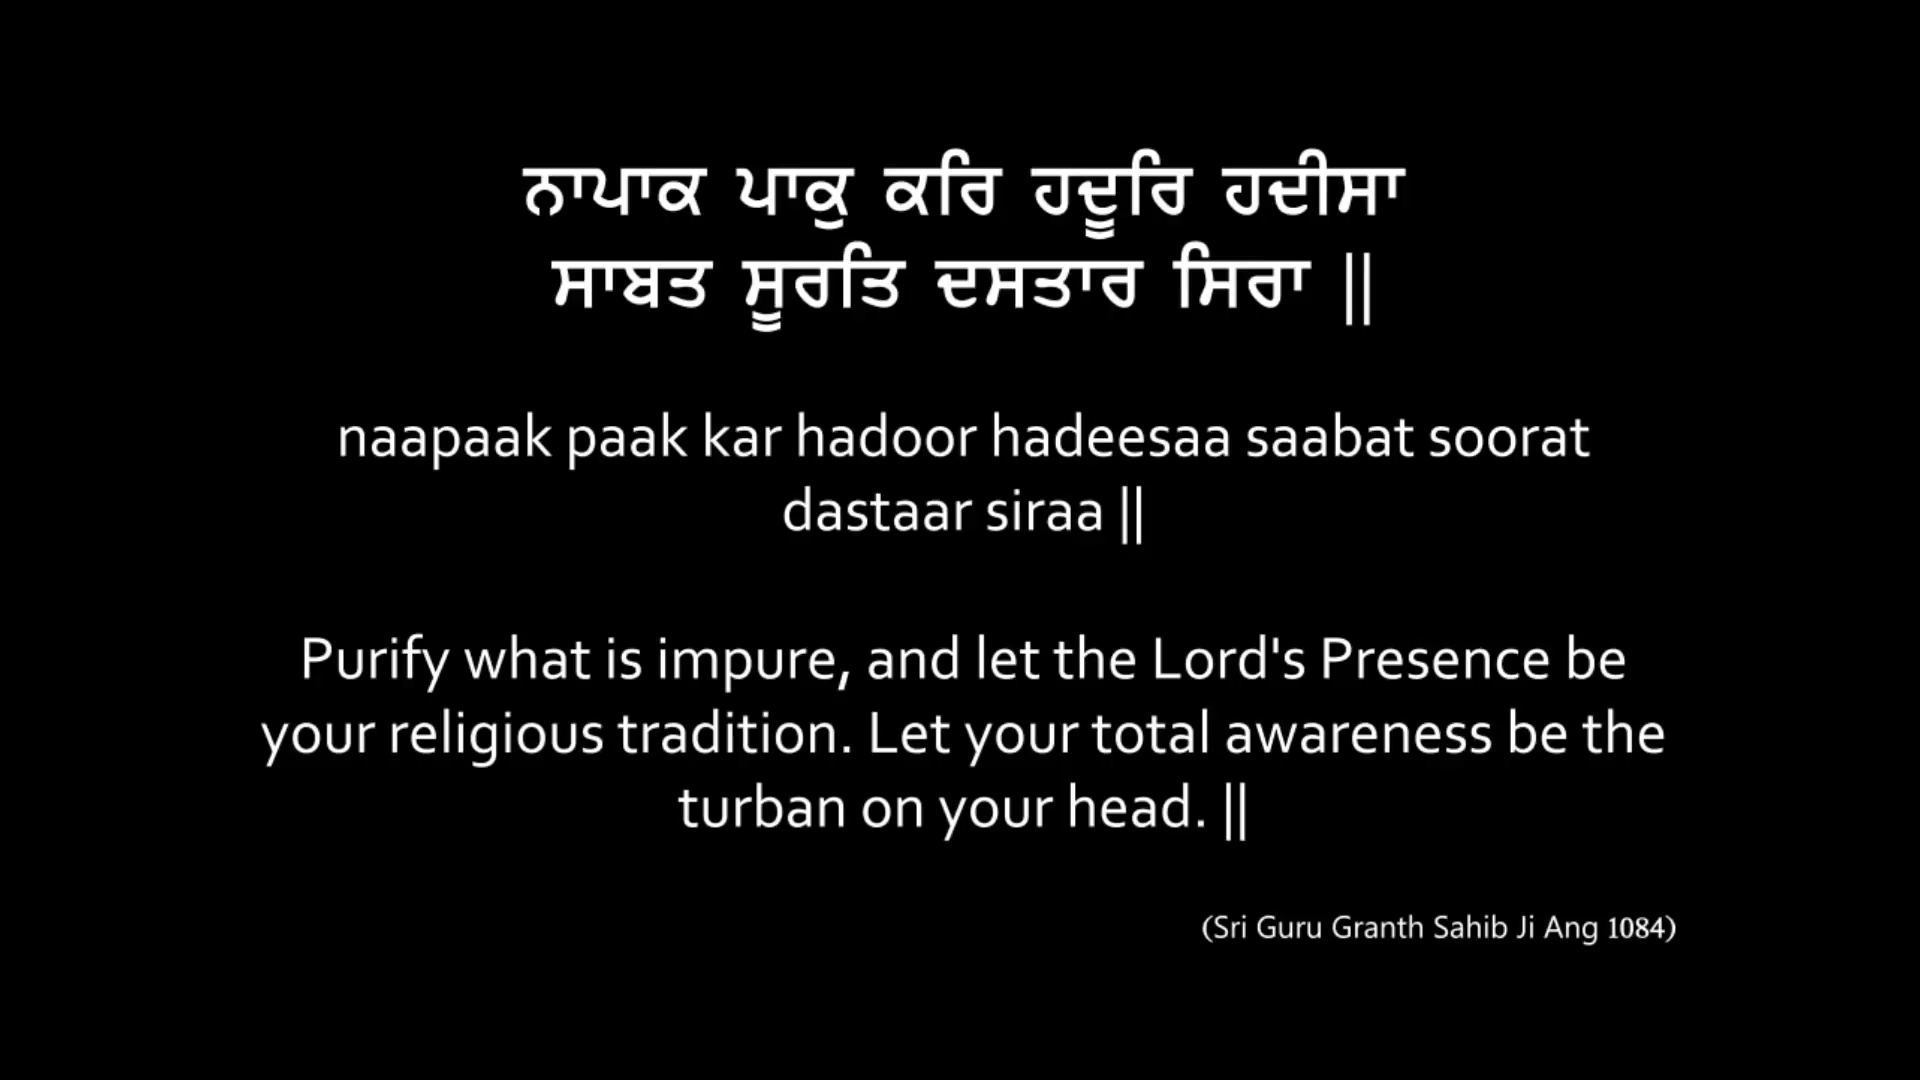 ਨਾਪਾਕ ਪਾਕੁ ਕਰਿ ਹਦੂਰਿ ਹਦੀਸਾ
ਸਾਬਤ ਸੂਰਤਿ ਦਸਤਾਰ ਸਿਰਾ ||
naapaak paak kar hadoor hadeesaa saabat soorat
dastaar siraa ||
Purify what is impure, and let the Lord's Presence be
your religious tradition. Let your total awareness be the
turban on your head. ||
(Sri Guru Granth Sahib Ji Ang 1084)